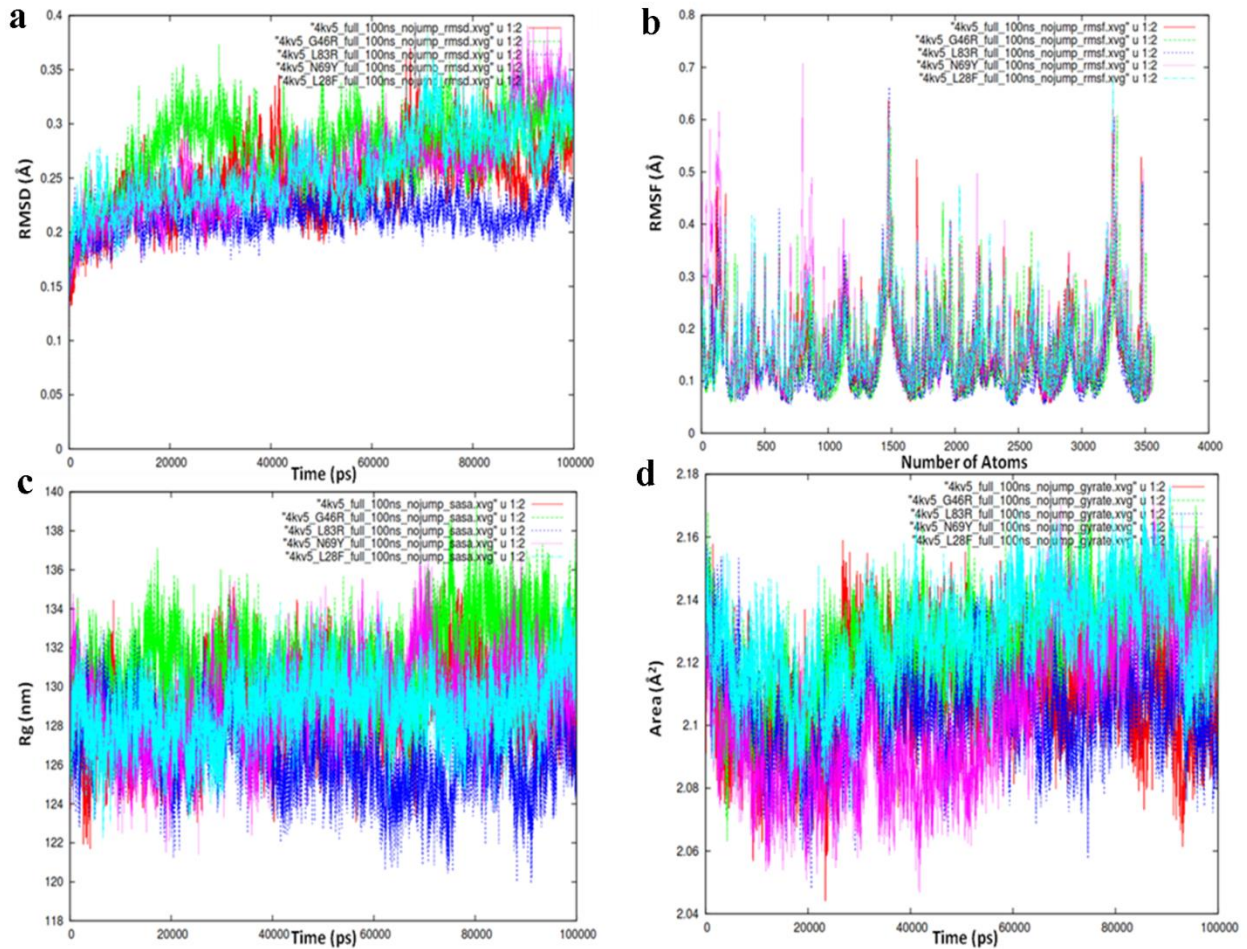 a
0.4
0.35
0.3
0.25
0.2
0.15
0.1
0.05
0
RMSD (Å)
"4kv5_full_100ns_nojump_rmsd.xvg" u 1:2
"4kv5_G46R_full_100ns_nojump_rmsd.xvg" u 1:2
"4kv5_L83R_full_100ns_nojump_rmsd.xvg" u 1:2
"4kv5_N69Y_full_100ns_nojump_rmsd.xvg" u 1:2
"4kv5_L28F_full_100ns_nojump_rmsd.xvg" u 1:2
0 20000 40000 60000 80000 100000
Time (ps)
b
0.8
0.7
0.6
0.5
0.4
0.3
0.2
0.1
0
RMSF (Å)
"4kv5_full_100ns_nojump_rmsf.xvg" u 1:2
"4kv5_G46R_full_100ns_nojump_rmsf.xvg" u 1:2
"4kv5_L83R_full_100ns_nojump_rmsf.xvg" u 1:2
"4kv5_N69Y_full_100ns_nojump_rmsf.xvg" u 1:2
"4kv5_L28F_full_100ns_nojump_rmsf.xvg" u 1:2
0 500 1000 1500 2000 2500 3000 3500 4000
Number of Atoms
c
140
138
136
134
132
130
128
126
124
122
120
118
Rg (nm)
"4kv5_full_100ns_nojump_sasa.xvg" u 1:2
"4kv5_G46R_full_100ns_nojump_sasa.xvg" u 1:2
"4kv5_L83R_full_100ns_nojump_sasa.xvg" u 1:2
"4kv5_N69Y_full_100ns_nojump_sasa.xvg" u 1:2
"4kv5_L28F_full_100ns_nojump_sasa.xvg" u 1:2
0 20000 40000 60000 80000 100000
Time (ps)
d
2.18
2.16
2.14
2.12
2.1
2.08
2.06
2.04
Area (Å²)
"4kv5_full_100ns_nojump_gyrate.xvg" u 1:2
"4kv5_G46R_full_100ns_nojump_gyrate.xvg" u 1:2
"4kv5_L83R_full_100ns_nojump_gyrate.xvg" u 1:2
"4kv5_N69Y_full_100ns_nojump_gyrate.xvg" u 1:2
"4kv5_L28F_full_100ns_nojump_gyrate.xvg" u 1:2
0 20000 40000 60000 80000 100000
Time (ps)